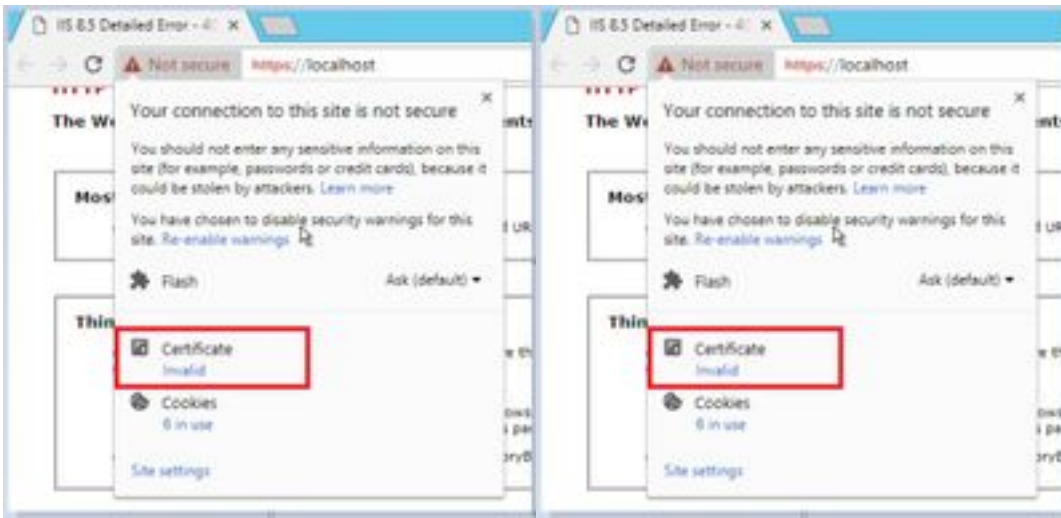 IIS 8.5 Detailed Error - 4
Not secure https://localhost
HTTP
Your connection to this site is not secure
The We
You should not enter any sensitive information on this
site (for example, passwords or credit cards), because it
could be stolen by attackers. Learn more
Most
You have chosen to disable security warnings for this
site. Re-enable warnings
Flash Ask (default)
Thin
Certificate
Invalid
Cookies
6 in use
Site settings
IIS 8.5 Detailed Error - 4
Not secure https://localhost
HTTP
Your connection to this site is not secure
The We
You should not enter any sensitive information on this
site (for example, passwords or credit cards), because it
could be stolen by attackers. Learn more
Most
You have chosen to disable security warnings for this
site. Re-enable warnings
Flash Ask (default)
Thin
Certificate
Invalid
Cookies
6 in use
Site settings